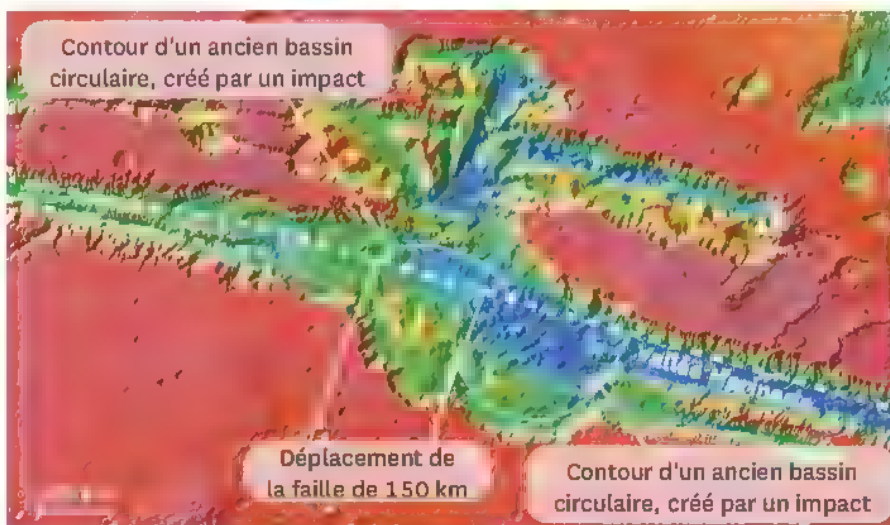 Contour d'un ancien bassin
circulaire, créé par un impact
Déplacement de
la faille de 150 km
Contour d'un ancien bassin
circulaire, créé par un impact